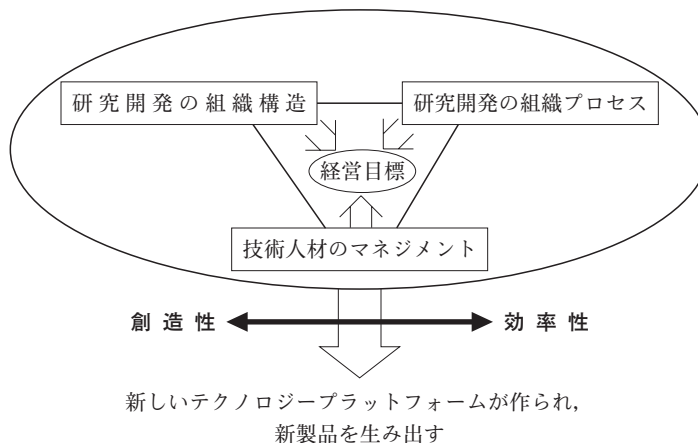 研究開発の組織構造
研究開発の組織プロセス
経営目標
技術人材のマネジメント
創造性
効率性
新しいテクノロジープラットフォームが作られ,
新製品を生み出す